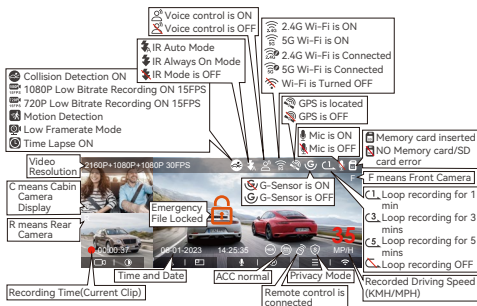 Voice control is ON
Voice control is OFF
IR Auto Mode
IR Always On Mode
IR Mode is OFF
2.4G Wi-Fi is ON
5G Wi-Fi is ON
2.4G Wi-Fi is Connected
5G Wi-Fi is Connected
Wi-Fi is Turned OFF
Collision Detection ON
1080P Low Bitrate Recording ON 15FPS
720P Low Bitrate Recording ON 15FPS
Motion Detection
Low Framerate Mode
Time Lapse ON
GPS is located
GPS is OFF
Mic is ON
Mic is OFF
Memory card inserted
NO Memory card/SD
card error
Video
Resolution
2160P+1080P+1080P 30FPS
F
F means Front Camera
C means Cabin
Camera
Display
G-Sensor is ON
G-Sensor is OFF
Loop recording for 1
min
Loop recording for 3
mins
Loop recording for 5
mins
Loop recording OFF
Emergency
File Locked
R means Rear
Camera
35
MPH
00:00:37
06-01-2023
14:25:35
Time and Date
ACC normal
Privacy Mode
Recorded Driving Speed
(KMH/MPH)
Recording Time(Current Clip)
Remote control is
connected